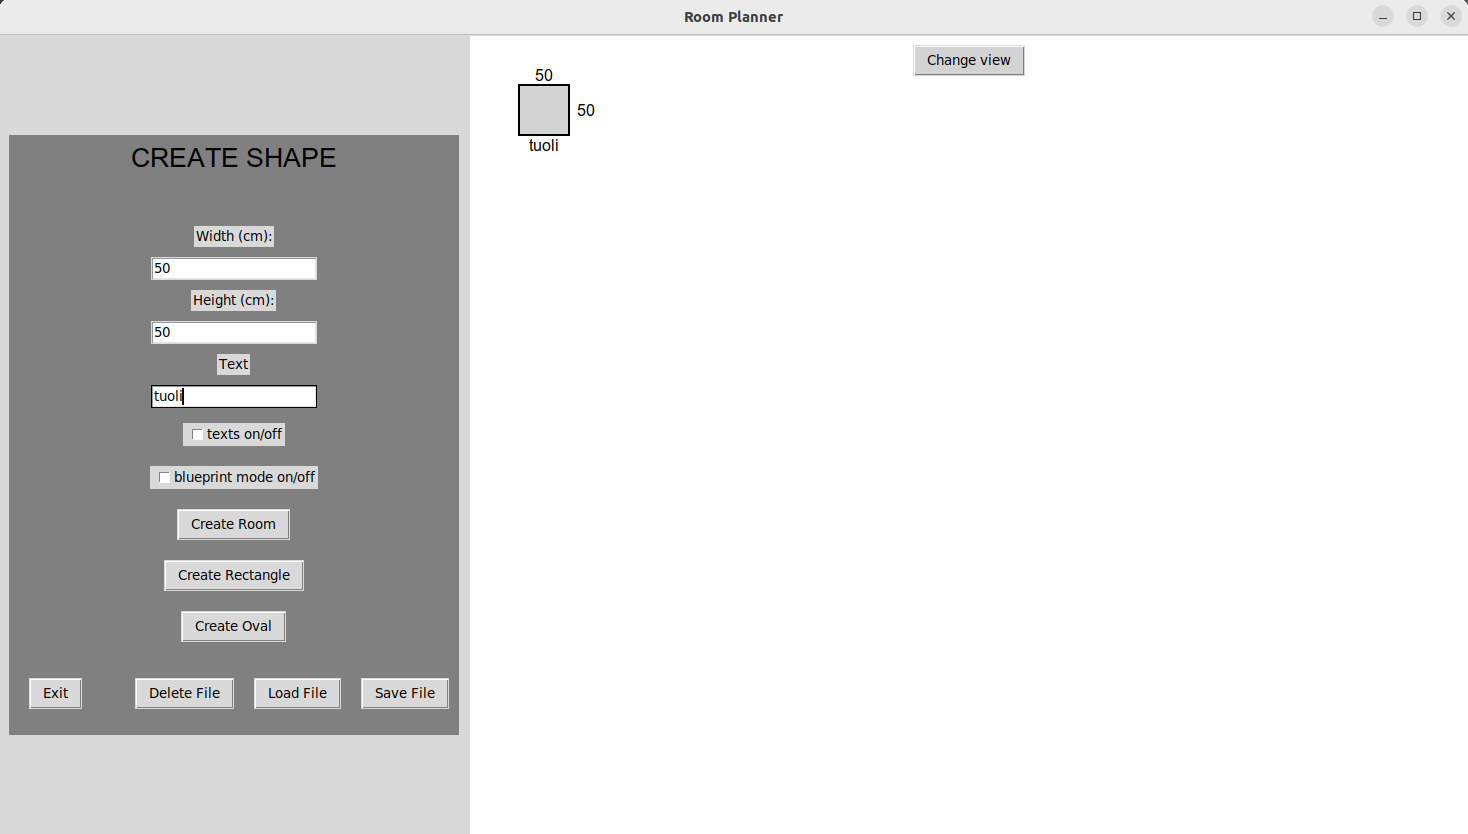 Room Planner
CREATE SHAPE
Width (cm):
50
Height (cm):
50
Text
tuoli
texts on/off
blueprint mode on/off
Create Room
Create Rectangle
Create Oval
Exit
Delete File
Load File
Save File
Change view
50
50
tuoli